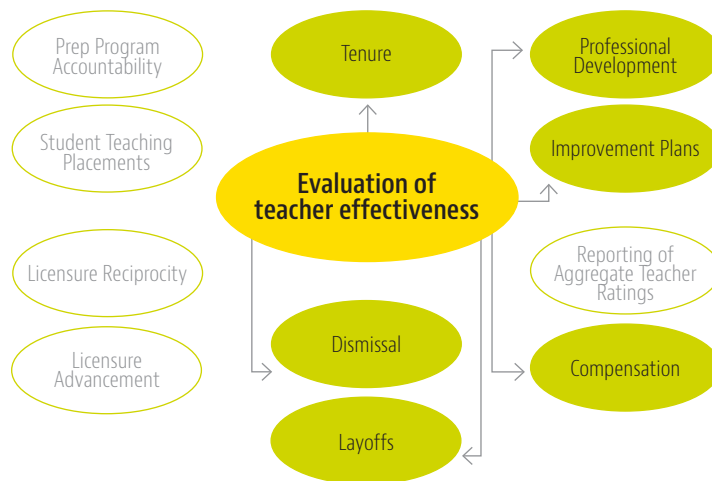 Prep Program
Accountability
Student Teaching
Placements
Licensure Reciprocity
Licensure
Advancement
Tenure
Evaluation of
teacher effectiveness
Dismissal
Layoffs
Professional
Development
Improvement Plans
Reporting of
Aggregate Teacher
Ratings
Compensation